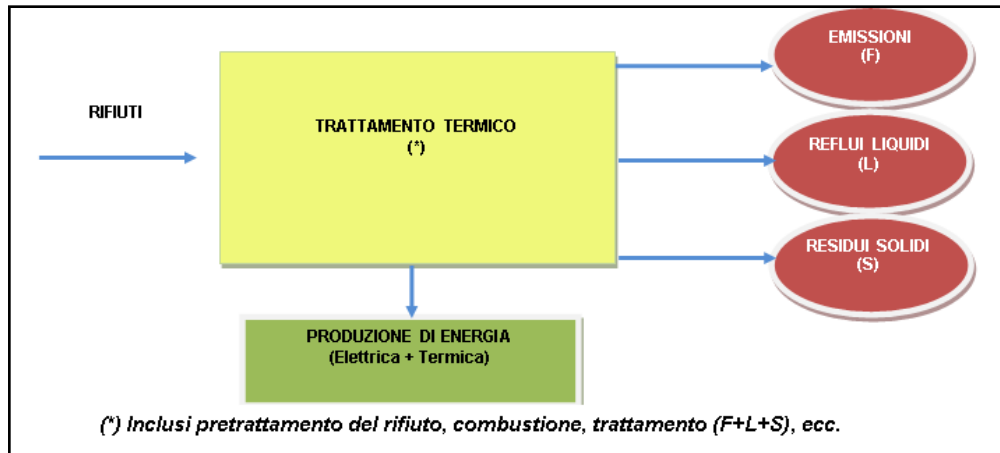 RIFIUTI
TRATTAMENTO TERMICO
(*)
EMISSIONI
(F)
REFLUI LIQUIDI
(L)
RESIDUI SOLIDI
(S)
PRODUZIONE DI ENERGIA
(Elettrica + Termica)
(*) Inclusi pretrattamento del rifiuto, combustione, trattamento (F+L+S), ecc.